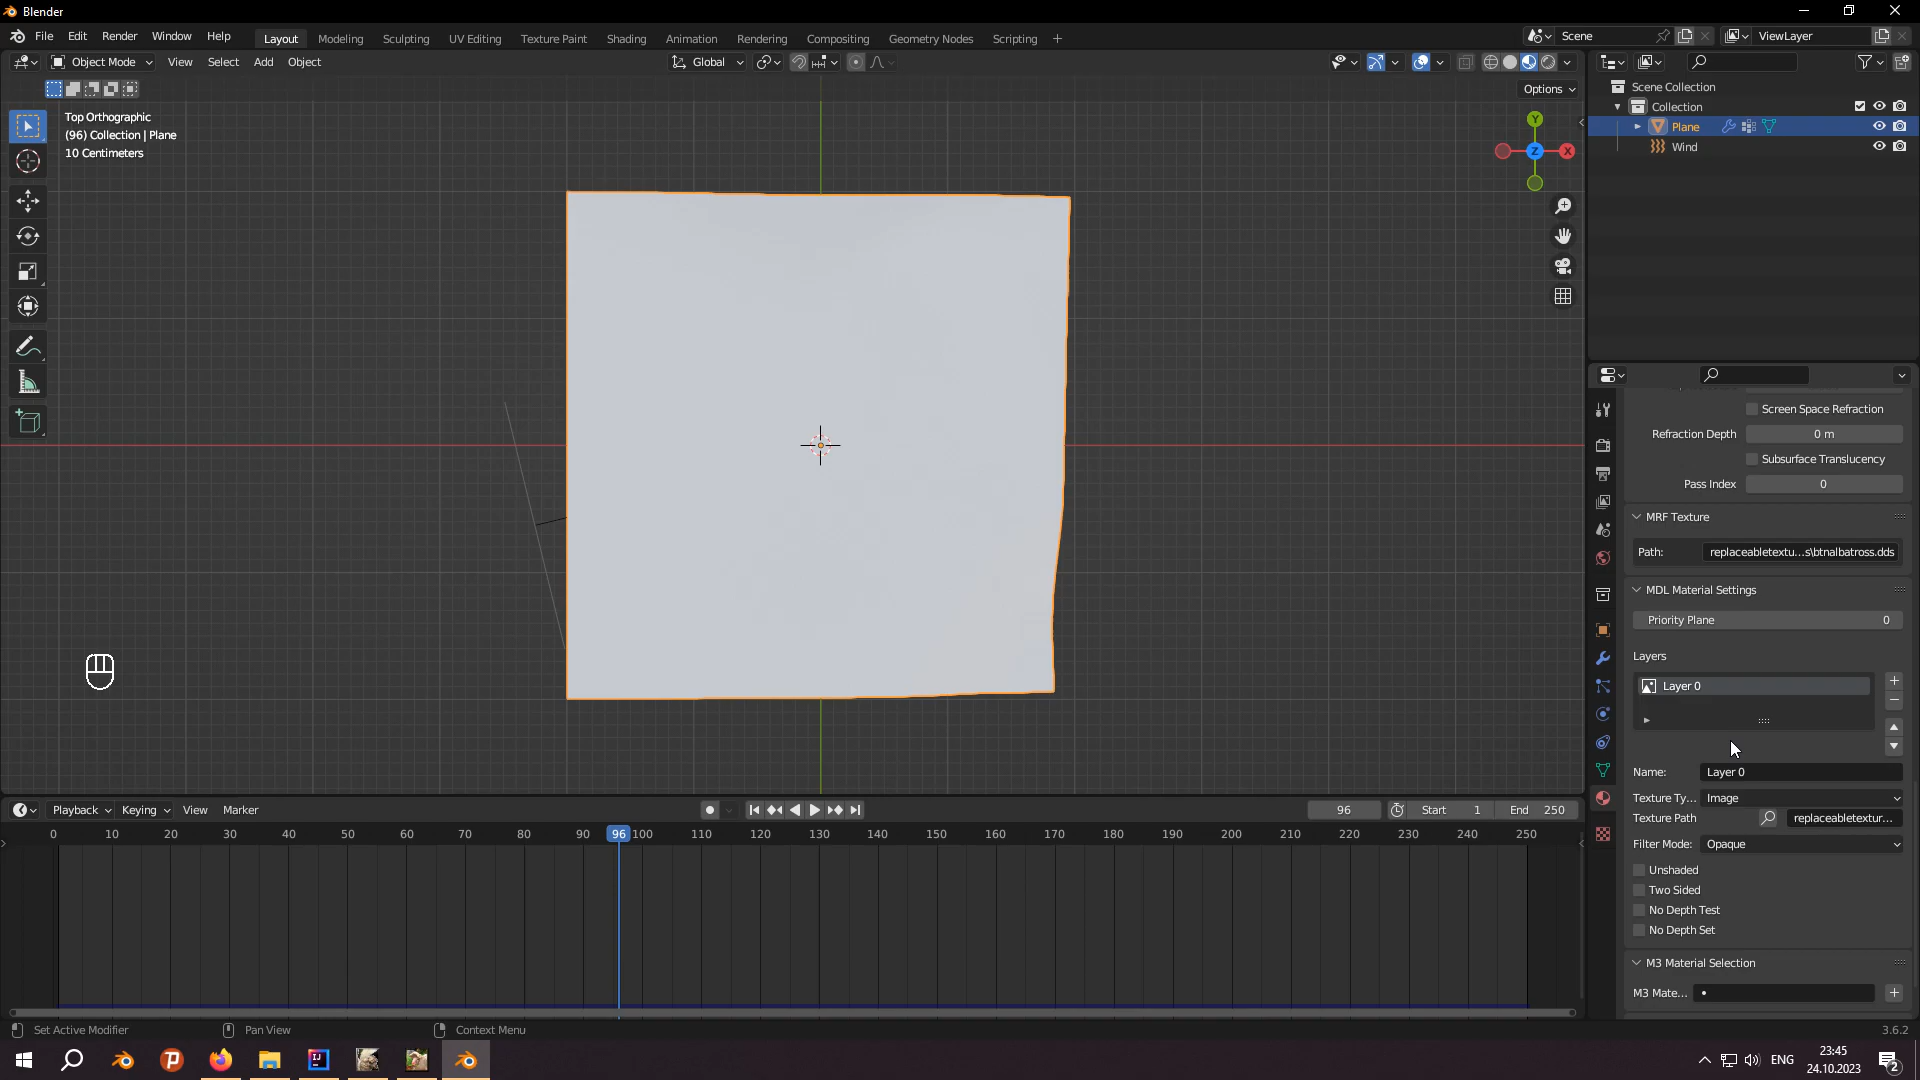 Blender
File Edit Render Window Help
Layout Modeling Sculpting UV Editing Texture Paint Shading Animation Rendering Compositing Geometry Nodes Scripting +
Scene
ViewLayer
Object Mode View Select Add Object
Global
Options
Top Orthographic
(96) Collection | Plane
10 Centimeters
Y
Z
X
Scene Collection
Collection
Plane
Wind
Screen Space Refraction
Refraction Depth 0 m
Subsurface Translucency
Pass Index 0
MRF Texture
Path: replaceabletextu...s\btnalbatross.dds
MDL Material Settings
Priority Plane 0
Layers
Layer 0
Name: Layer 0
Texture Ty... Image
Texture Path replaceabletextur...
Filter Mode: Opaque
Unshaded
Two Sided
No Depth Test
No Depth Set
M3 Material Selection
M3 Mate...
Playback Keying View Marker
96 Start 1 End 250
0 10 20 30 40 50 60 70 80 90 96 100 110 120 130 140 150 160 170 180 190 200 210 220 230 240 250
Set Active Modifier Pan View Context Menu
3.6.2
ENG
23:45
24.10.2023
2